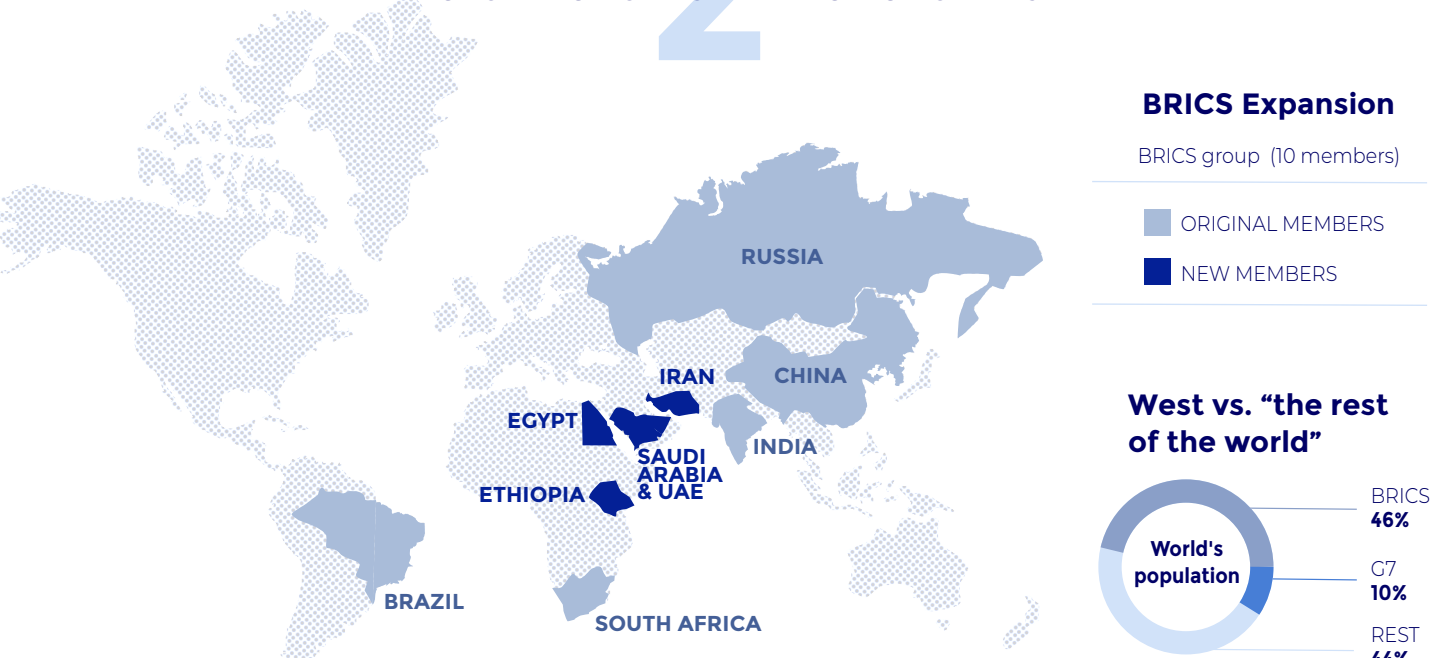 2
BRICS Expansion
BRICS group (10 members)
ORIGINAL MEMBERS
NEW MEMBERS
RUSSIA
IRAN
CHINA
EGYPT
INDIA
SAUDI
ARABIA
& UAE
ETHIOPIA
BRAZIL
SOUTH AFRICA
West vs. “the rest
of the world”
World's
population
BRICS
46%
G7
10%
REST